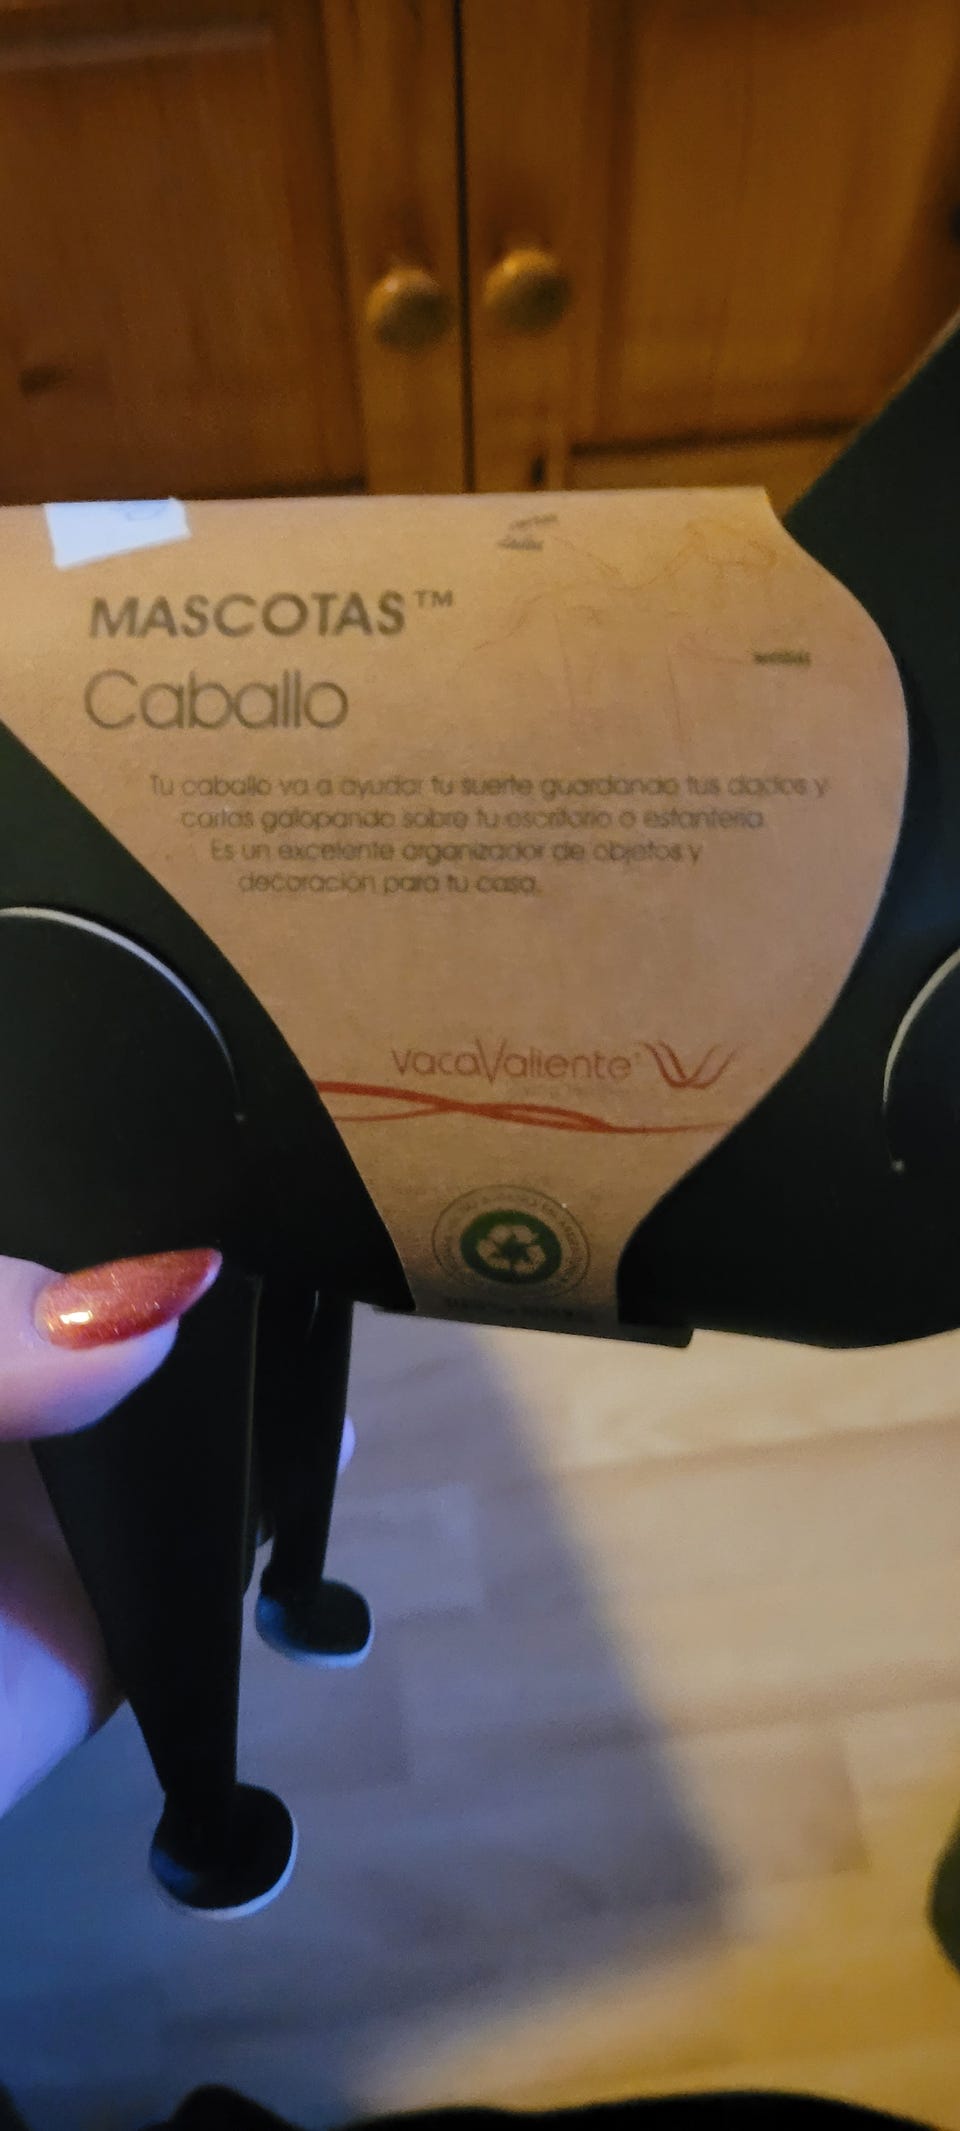 MASCOTAS™
Caballo
Tu caballo va a ayudar tu suerte guardando tus dados y
cartas galopando sobre tu escritorio o estantería
Es un excelente organizador de objetos y
decoración para tu casa.
vacaValiente